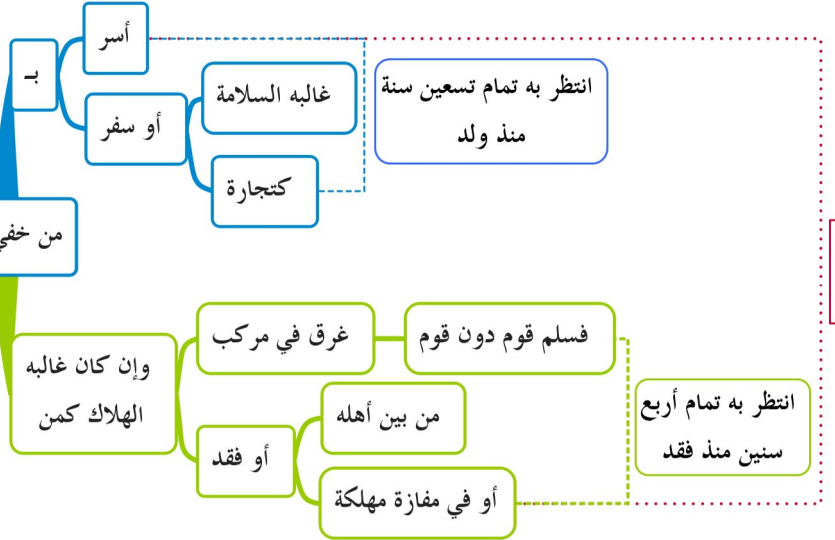 أسر
بـ
غالبه السلامة
أو سفر
كتجارة
انتظر به تمام تسعين سنة
منذ ولد
من خفي
غرق في مركب
فسلم قوم دون قوم
وإن كان غالبه
الهلاك كمن
من بين أهله
أو فقد
أو في مفازة مهلكة
انتظر به تمام أربع
سنين منذ فقد